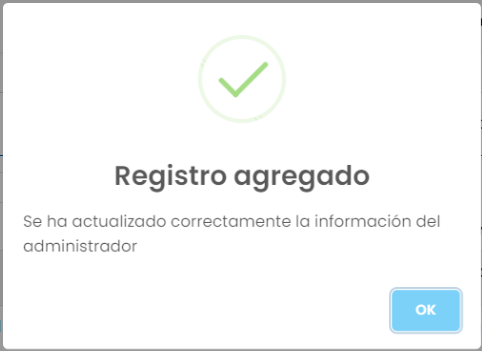 Registro agregado
Se ha actualizado correctamente la información del
administrador
OK